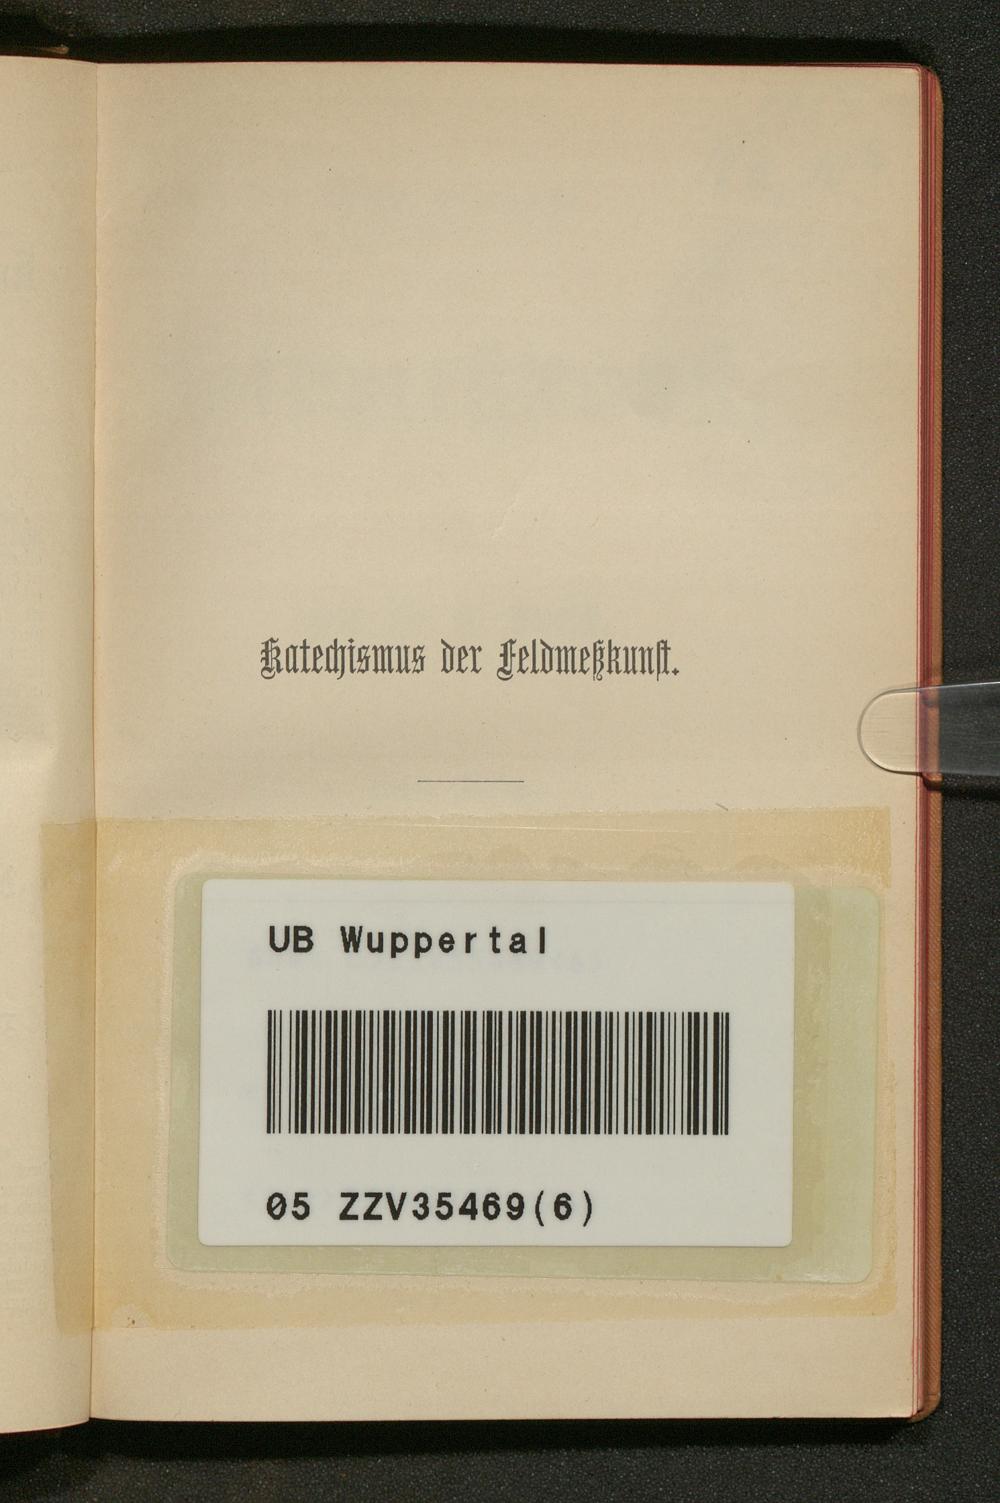 Katechismus der Feldmeßkunst.
UB Wuppertal
05 ZZV35469(6)